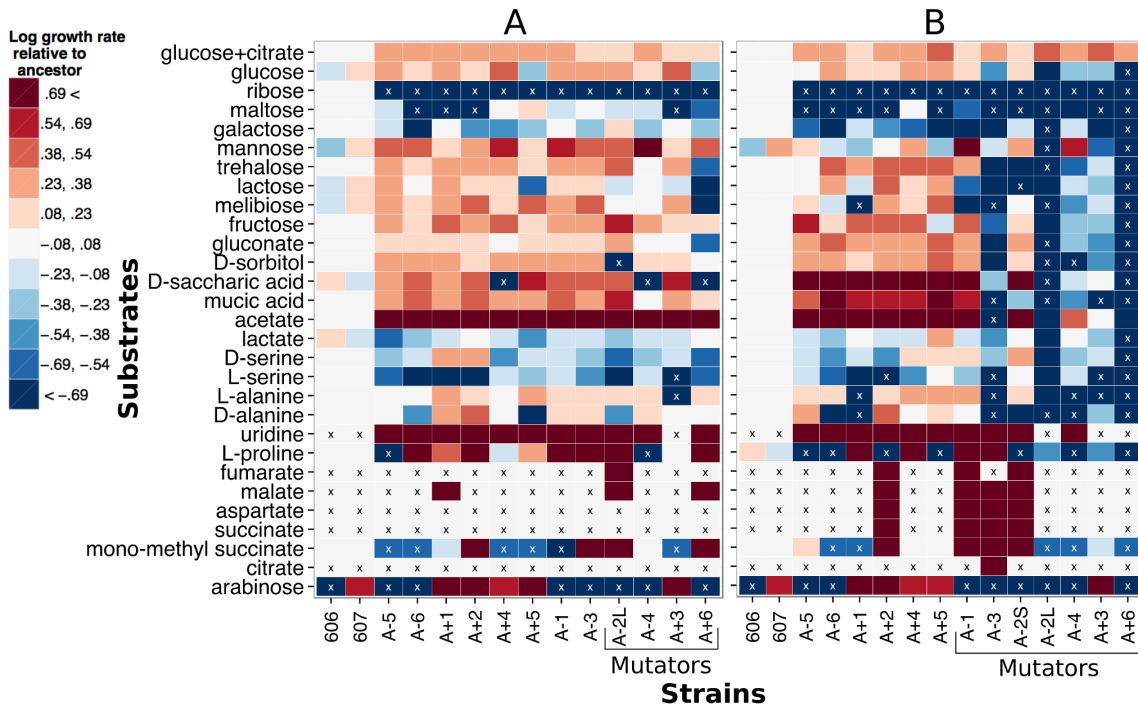 A B
Log growth rate
relative to
ancestor
.69 <
.54, .69
.38, .54
.23, .38
.08, .23
-.08, .08
-.23, -.08
-.38, -.23
-.54, -.38
-.69, -.54
< -.69
Substrates
glucose+citrate
glucose
ribose
maltose
galactose
mannose
trehalose
lactose
melibiose
fructose
gluconate
D-sorbitol
D-saccharic acid
mucic acid
acetate
lactate
D-serine
L-serine
L-alanine
D-alanine
uridine
L-proline
fumarate
malate
aspartate
succinate
mono-methyl succinate
citrate
arabinose
606 607 A-5 A-6 A+1 A+2 A+4 A+5 A-1 A-3 A-2L A-4 A+3 A+6
606 607 A-5 A-6 A+1 A+2 A+4 A+5 A-1 A-3 A-2S A-2L A-4 A+3 A+6
Mutators Mutators
Strains